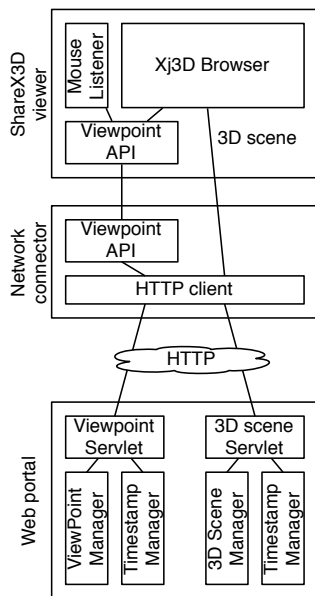 ShareX3D
viewer
Mouse
Listener
Xj3D Browser
Viewpoint
API
3D scene
Network
connector
Viewpoint
API
HTTP client
HTTP
Web portal
Viewpoint
Servlet
3D scene
Servlet
ViewPoint
Manager
Timestamp
Manager
3D Scene
Manager
Timestamp
Manager